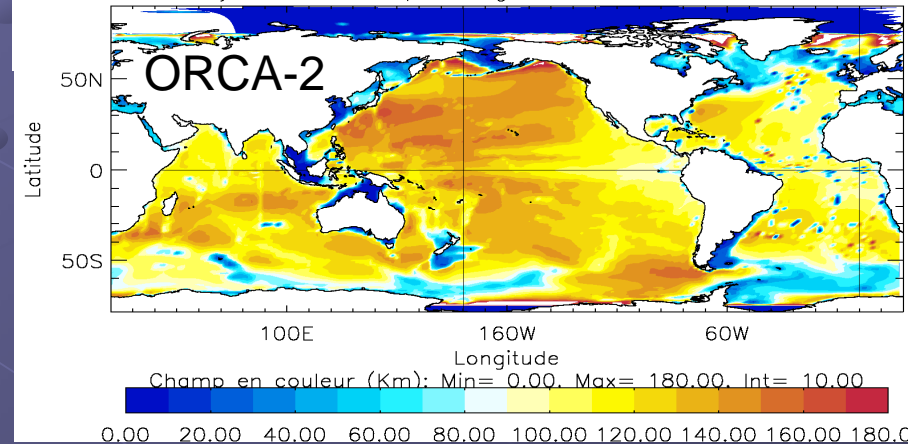 ORCA-2
50N
0
50S
Latitude
100E 160W 60W
Longitude
Champ en couleur (Km): Min= 0.00, Max= 180.00, Int= 10.00
0.00 20.00 40.00 60.00 80.00 100.00 120.00 140.00 160.00 180.0